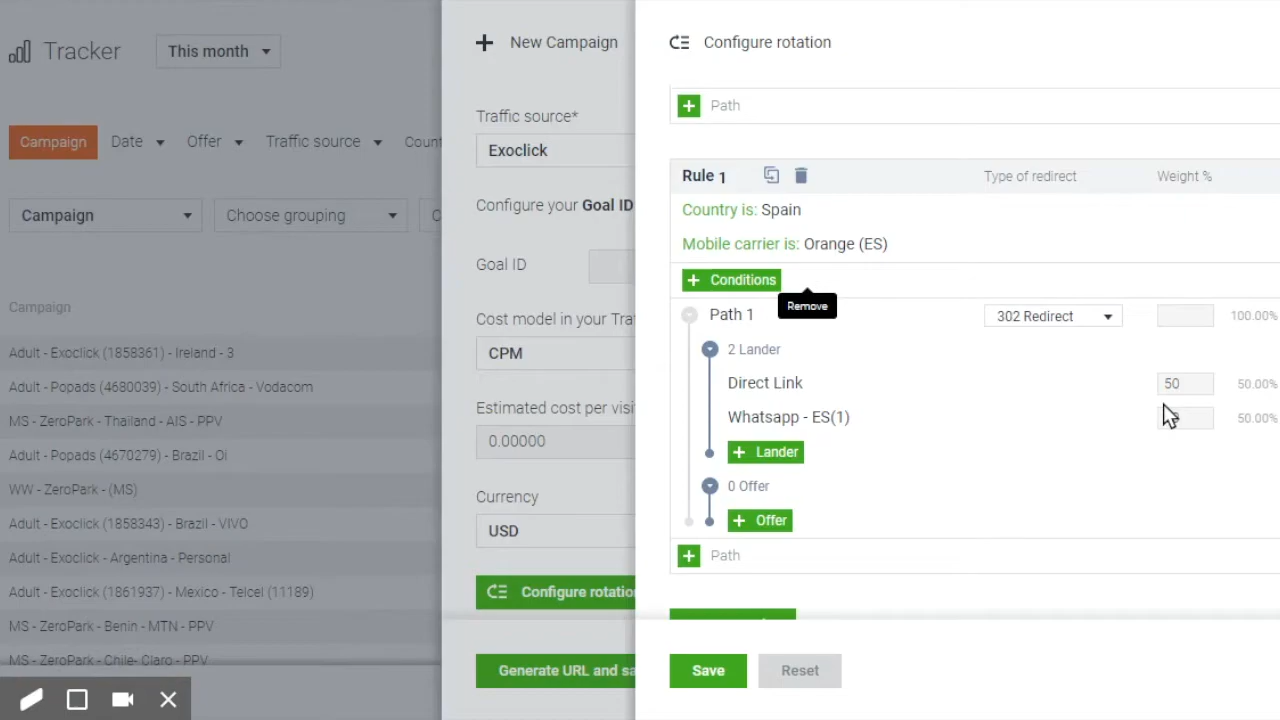 Tracker
This month
Campaign Date Offer Traffic source Count
Campaign Choose grouping
Campaign
Adult - Exoclick (1858361) - Ireland - 3
Adult - Popads (4680039) - South Africa - Vodacom
MS - ZeroPark - Thailand - AIS - PPV
Adult - Popads (4670279) - Brazil - Oi
WW - ZeroPark - (MS)
Adult - Exoclick (1858343) - Brazil - VIVO
Adult - Exoclick - Argentina - Personal
Adult - Exoclick (1861937) - Mexico - Telcel (11189)
MS - ZeroPark - Benin - MTN - PPV
MS - ZeroPark - Chile- Claro - PPV
+ New Campaign
Traffic source*
Exoclick
Configure your Goal ID
Goal ID
Cost model in your Tra
CPM
Estimated cost per visi
0.00000
Currency
USD
Configure rotatio
Generate URL and sa
Configure rotation
+ Path
Rule 1 Type of redirect Weight %
Country is: Spain
Mobile carrier is: Orange (ES)
+ Conditions
Remove
Path 1 302 Redirect 100.00%
2 Lander
Direct Link 50 50.00%
Whatsapp - ES(1) 50.00%
+ Lander
0 Offer
+ Offer
+ Path
Save Reset